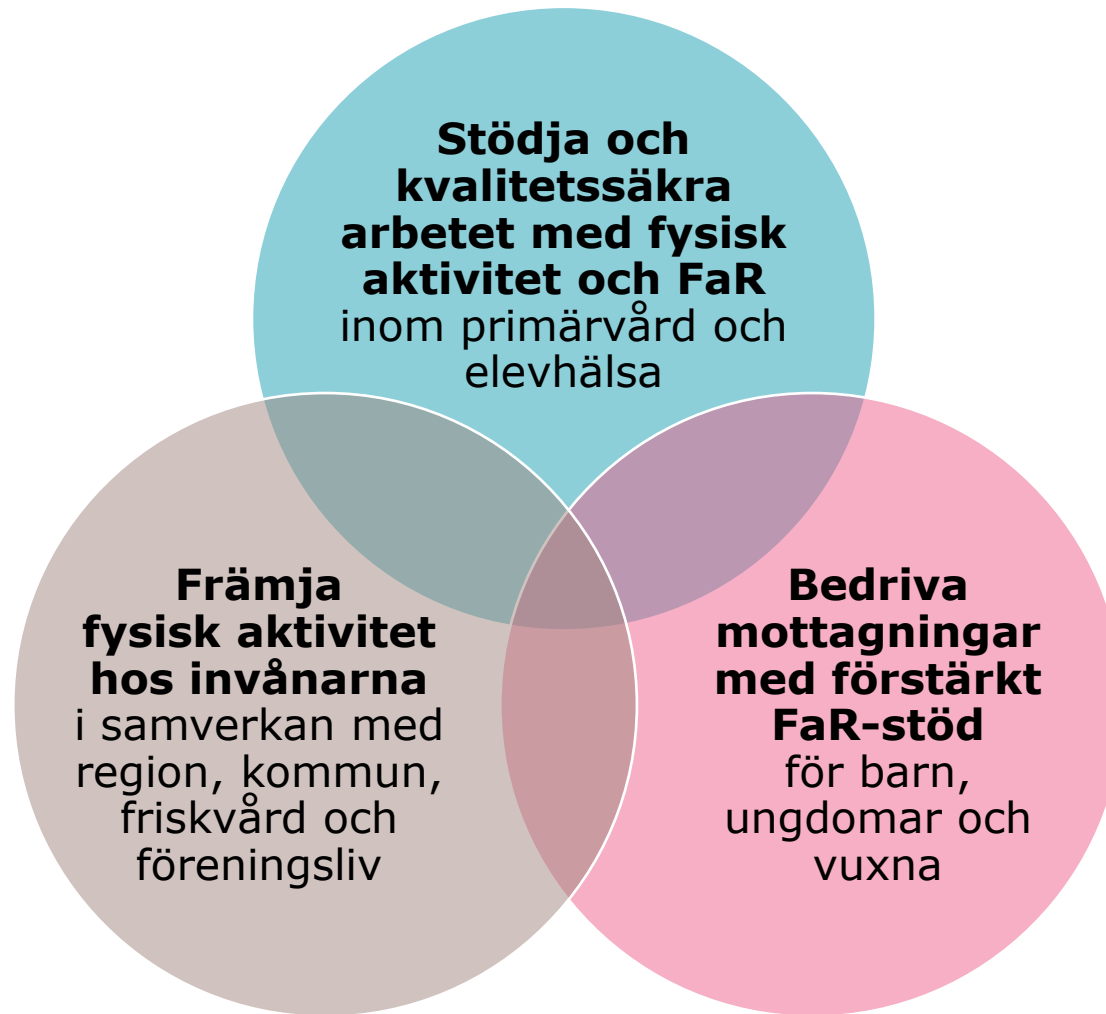 Stödja och
kvalitetssäkra
arbetet med fysisk
aktivitet och FaR
inom primärvård och
elevhälsa
Främja
fysisk aktivitet
hos invånarna
i samverkan med
region, kommun,
friskvård och
föreningsliv
Bedriva
mottagningar
med förstärkt
FaR-stöd
för barn,
ungdomar och
vuxna